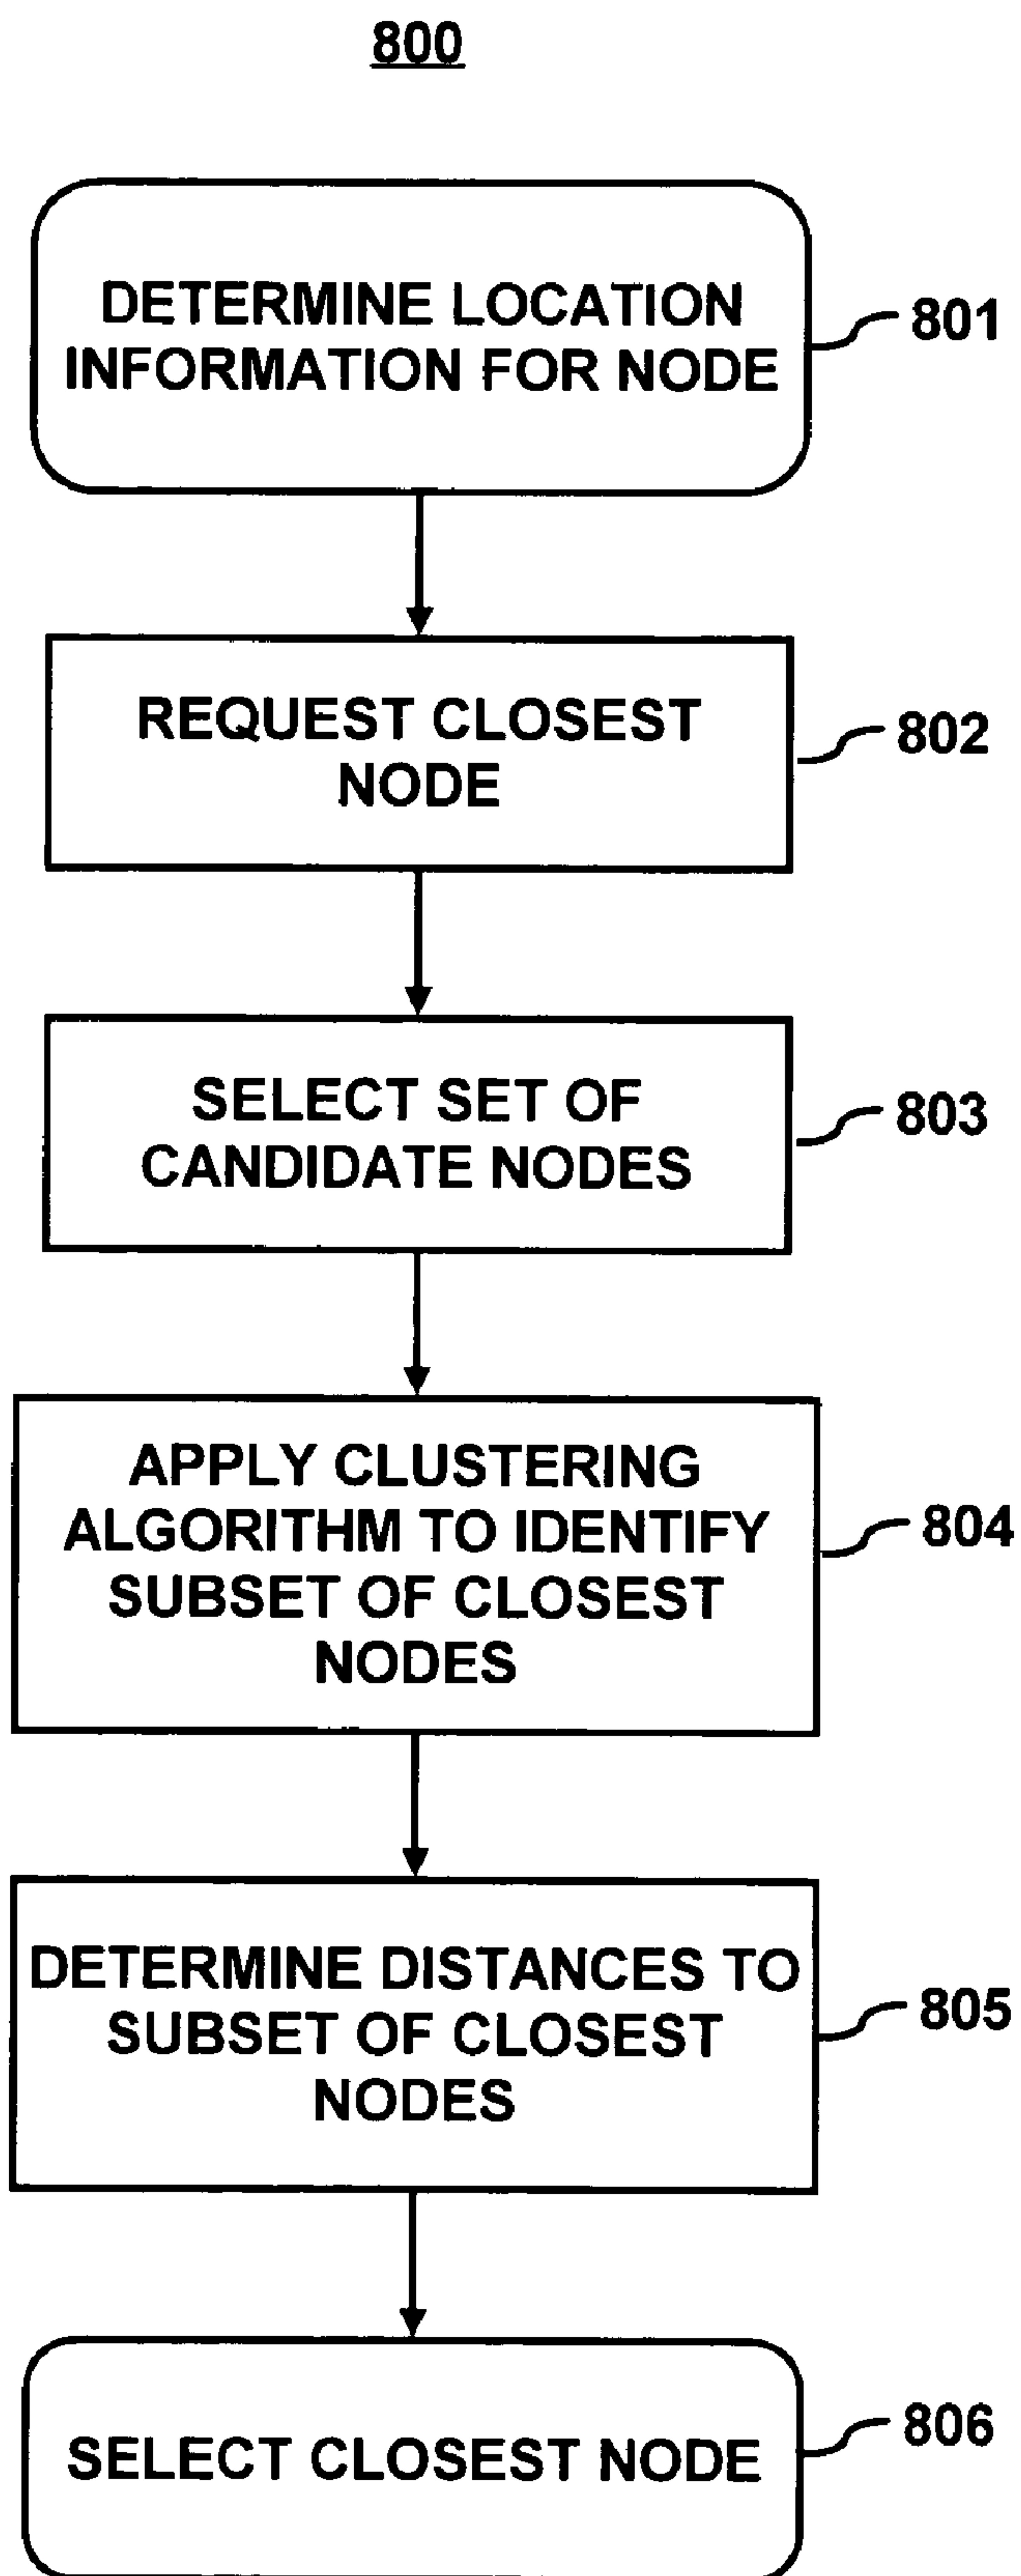 800
DETERMINE LOCATION
INFORMATION FOR NODE
801
REQUEST CLOSEST
NODE
802
SELECT SET OF
CANDIDATE NODES
803
APPLY CLUSTERING
ALGORITHM TO IDENTIFY
SUBSET OF CLOSEST
NODES
804
DETERMINE DISTANCES TO
SUBSET OF CLOSEST
NODES
805
SELECT CLOSEST NODE
806